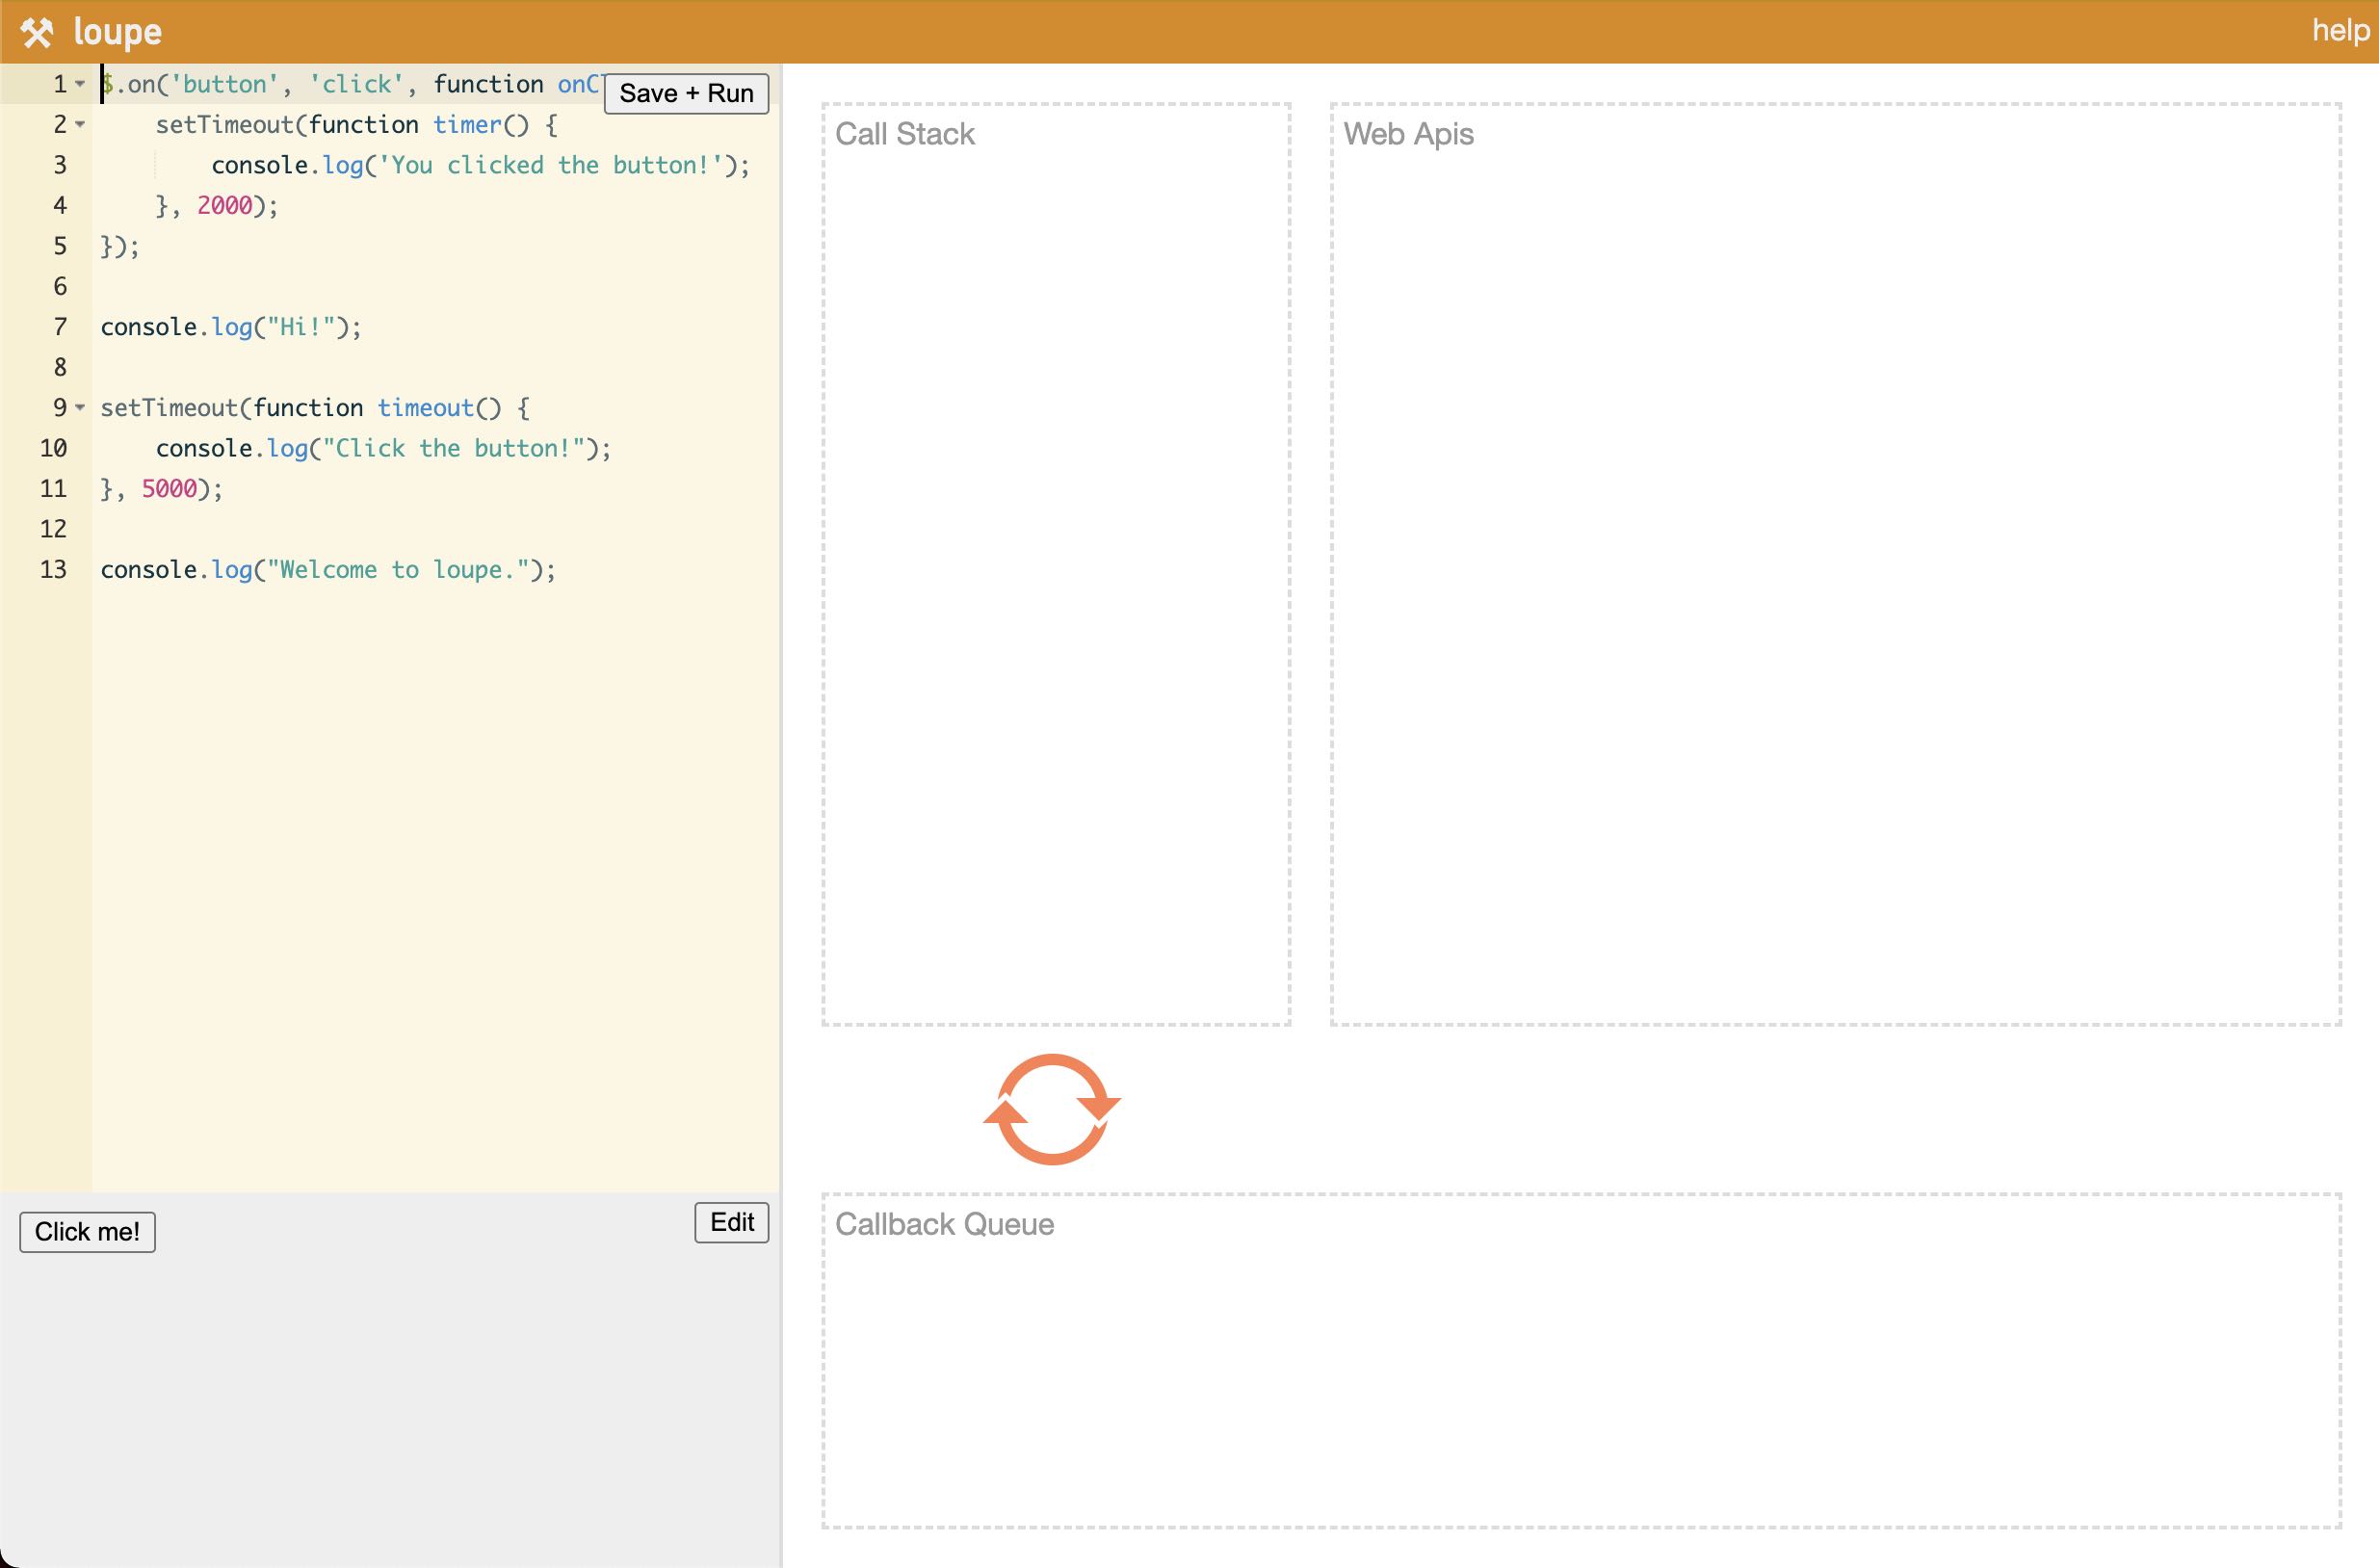 loupe
help
1 $.on('button', 'click', function onC
Save + Run
2 setTimeout(function timer() {
3 console.log('You clicked the button!');
4 }, 2000);
5 });
6
7 console.log("Hi!");
8
9 setTimeout(function timeout() {
10 console.log("Click the button!");
11 }, 5000);
12
13 console.log("Welcome to loupe.");
Click me!
Edit
Call Stack
Web Apis
Callback Queue